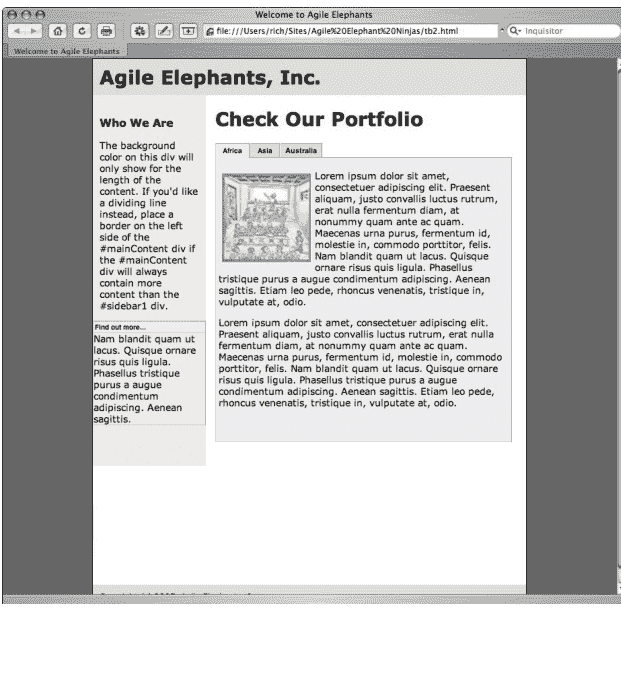 Welcome to Agile Elephants
file:///Users/rich/Sites/Agile%20Elephant%20Ninjas/tb2.html
Inquisitor
Welcome to Agile Elephants
Agile Elephants, Inc.
Who We Are
The background
color on this div will
only show for the
length of the
content. If you'd like
a dividing line
instead, place a
border on the left
side of the
#mainContent div if
the #mainContent
div will always
contain more
content than the
#sidebar1 div.
Find out more...
Nam blandit quam ut
lacus. Quisque ornare
risus quis ligula.
Phasellus tristique
purus a augue
condimentum
adipiscing. Aenean
sagittis.
Check Our Portfolio
Africa Asia Australia
Lorem ipsum dolor sit amet,
consectetuer adipiscing elit. Praesent
aliquam, justo convallis luctus rutrum,
erat nulla fermentum diam, at
nonummy quam ante ac quam.
Maecenas urna purus, fermentum id,
molestie in, commodo porttitor, felis.
Nam blandit quam ut lacus. Quisque
ornare risus quis ligula. Phasellus
tristique purus a augue condimentum adipiscing. Aenean
sagittis. Etiam leo pede, rhoncus venenatis, tristique in,
vulputate at, odio.
Lorem ipsum dolor sit amet, consectetuer adipiscing elit.
Praesent aliquam, justo convallis luctus rutrum, erat nulla
fermentum diam, at nonummy quam ante ac quam.
Maecenas urna purus, fermentum id, molestie in, commodo
porttitor, felis. Nam blandit quam ut lacus. Quisque ornare
risus quis ligula. Phasellus tristique purus a augue
condimentum adipiscing. Aenean sagittis. Etiam leo pede,
rhoncus venenatis, tristique in, vulputate at, odio.